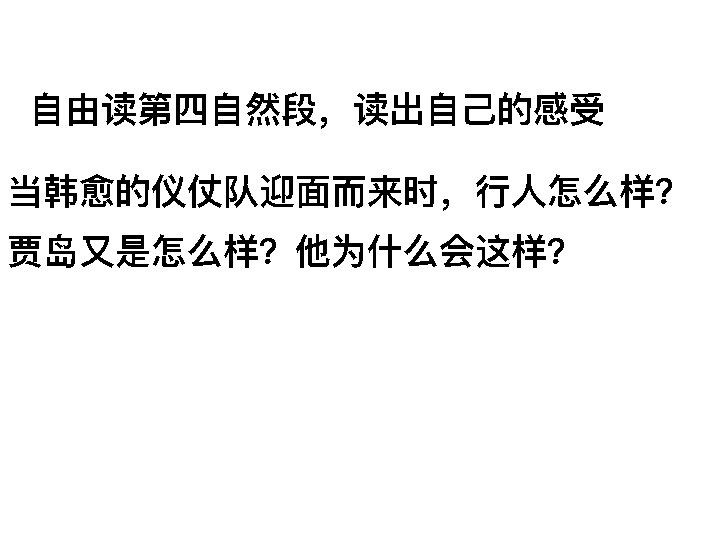 自由读第四自然段，读出自己的感受
当韩愈的仪仗队迎面而来时，行人怎么样？
贾岛又是怎么样？他为什么会这样？